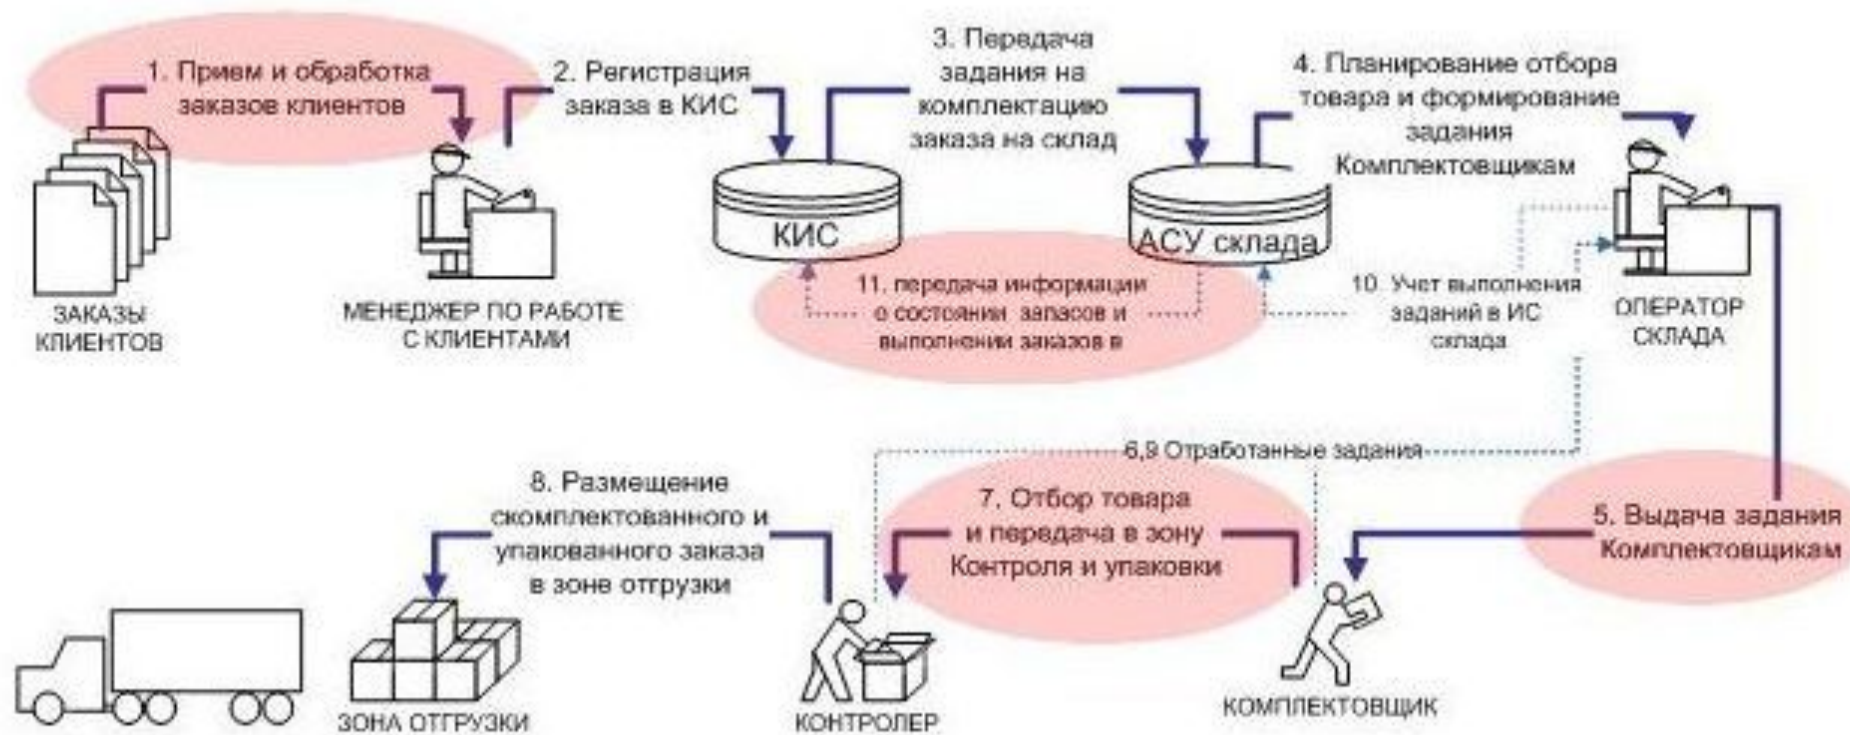 1. Прием и обработка
заказов клиентов
2. Регистрация
заказа в КИС
3. Передача
задания на
комплектацию
заказа на склад
4. Планирование отбора
товара и формирование
задания
Комплектовщикам
КИС
АСУ склада
11. передача информации
о состоянии запасов и
выполнении заказов в
10. Учет выполнения
заданий в ИС
склада
ЗАКАЗЫ
КЛИЕНТОВ
МЕНЕДЖЕР ПО РАБОТЕ
С КЛИЕНТАМИ
ОПЕРАТОР
СКЛАДА
6,9 Отработанные задания
8. Размещение
скомплектованного и
упакованного заказа
в зоне отгрузки
7. Отбор товара
и передача в зону
Контроля и упаковки
5. Выдача задания
Комплектовщикам
ЗОНА ОТГРУЗКИ
КОНТРОЛЕР
КОМПЛЕКТОВЩИК